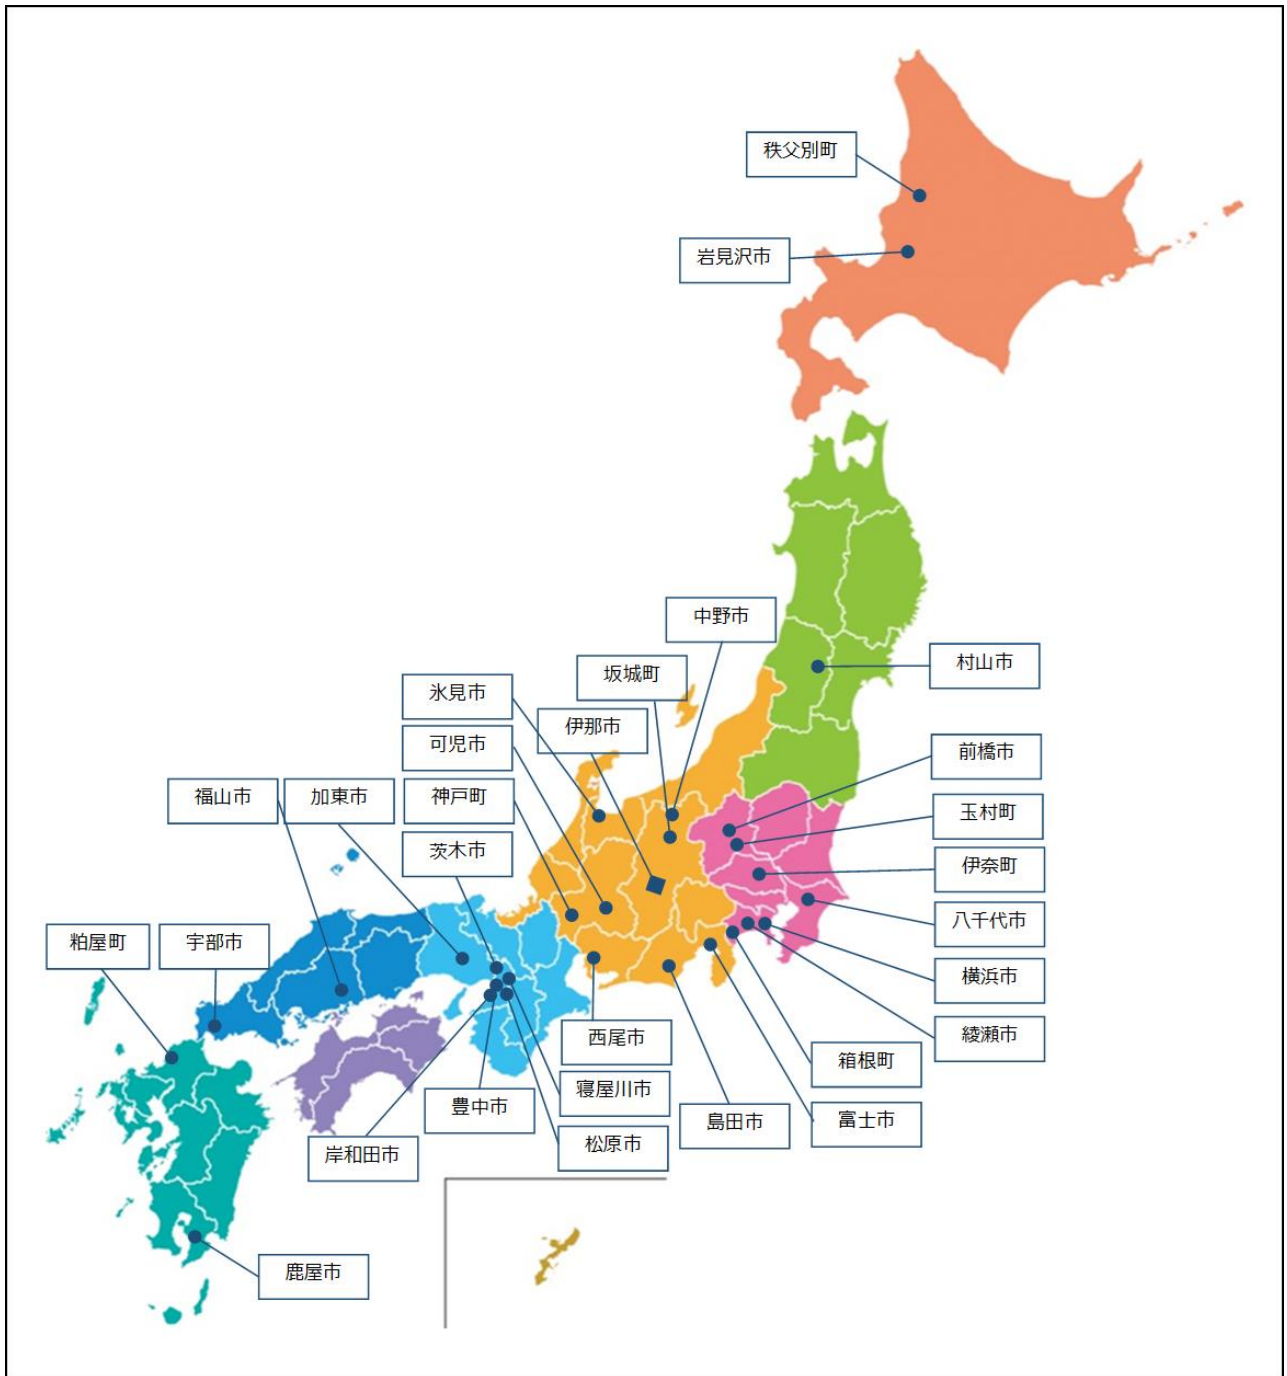 秩父別町
岩見沢市
中野市
村山市
坂城町
氷見市
伊那市
可児市
前橋市
福山市
加東市
神戸町
玉村町
茨木市
伊奈町
八千代市
粕屋町
宇部市
横浜市
綾瀬市
西尾市
箱根町
寝屋川市
豊中市
島田市
富士市
岸和田市
松原市
鹿屋市